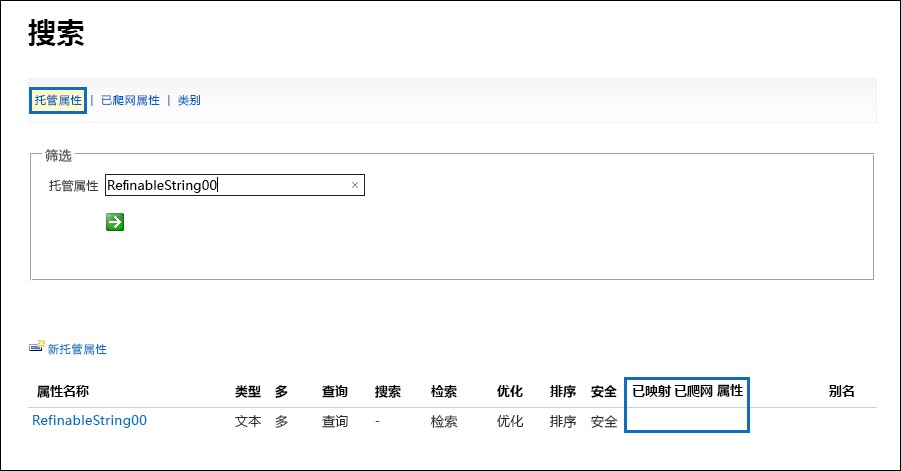 搜索
托管属性 | 已爬网属性 | 类别
筛选
托管属性 RefinableString00 ×
新托管属性
属性名称 类型 多 查询 搜索 检索 优化 排序 安全 已映射 已爬网 属性 别名
RefinableString00 文本 多 查询 - 检索 优化 排序 安全